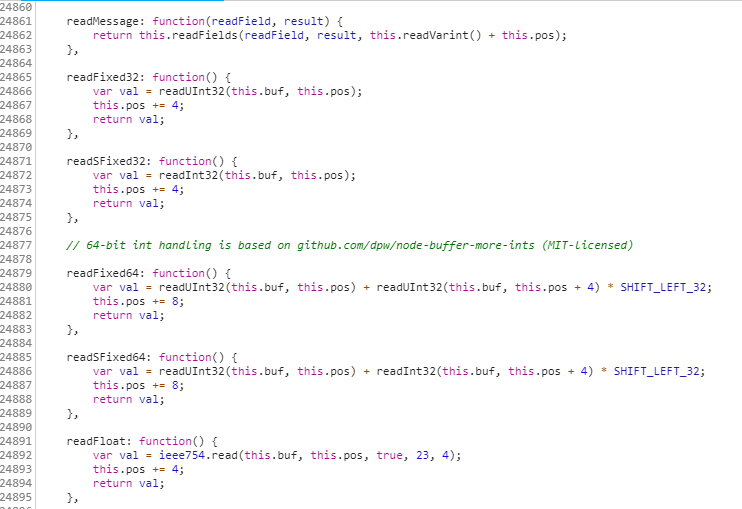 24860
24861 readMessage: function(readField, result) {
24862 return this.readFields(readField, result, this.readVarint() + this.pos);
24863 },
24864
24865 readFixed32: function() {
24866 var val = readUInt32(this.buf, this.pos);
24867 this.pos += 4;
24868 return val;
24869 },
24870
24871 readSFixed32: function() {
24872 var val = readInt32(this.buf, this.pos);
24873 this.pos += 4;
24874 return val;
24875 },
24876
24877 // 64-bit int handling is based on github.com/dpw/node-buffer-more-ints (MIT-licensed)
24878
24879 readFixed64: function() {
24880 var val = readUInt32(this.buf, this.pos) + readUInt32(this.buf, this.pos + 4) * SHIFT_LEFT_32;
24881 this.pos += 8;
24882 return val;
24883 },
24884
24885 readSFixed64: function() {
24886 var val = readUInt32(this.buf, this.pos) + readInt32(this.buf, this.pos + 4) * SHIFT_LEFT_32;
24887 this.pos += 8;
24888 return val;
24889 },
24890
24891 readFloat: function() {
24892 var val = ieee754.read(this.buf, this.pos, true, 23, 4);
24893 this.pos += 4;
24894 return val;
24895 },